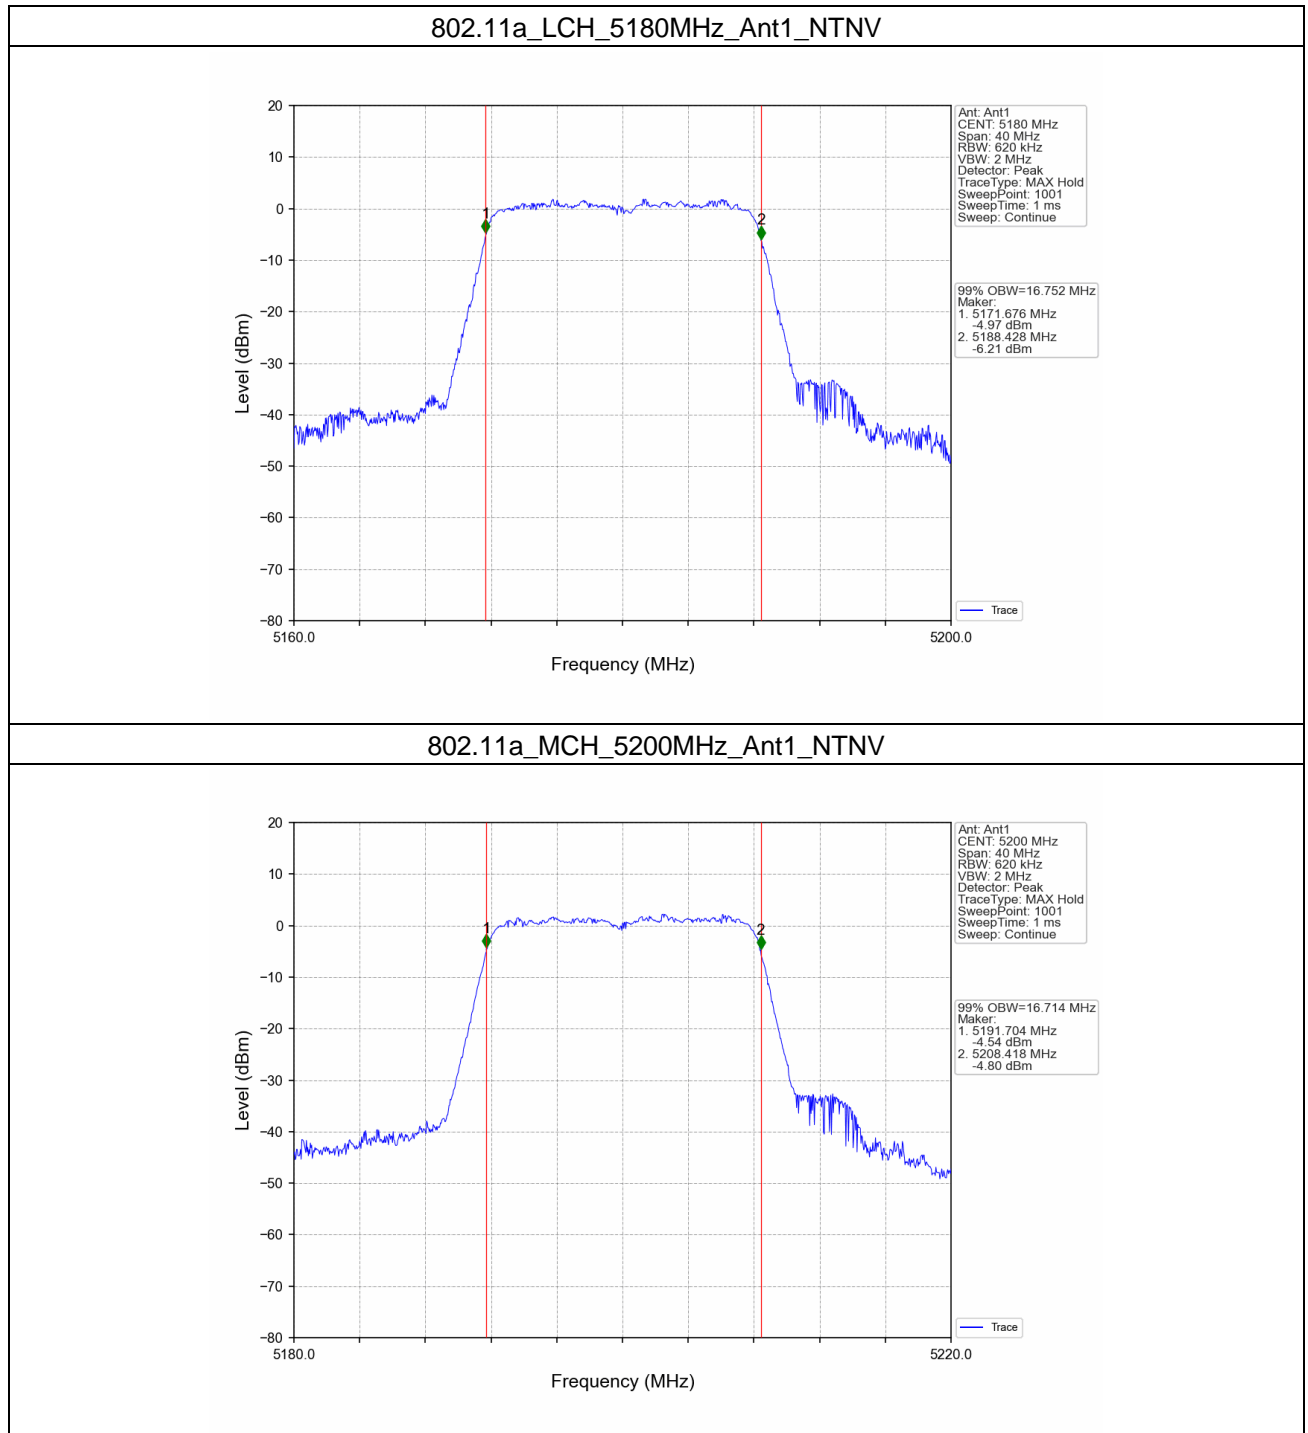 802.11a_LCH_5180MHz_Ant1_NTNV
20
10
0
−10
−20
−30
−40
−50
−60
−70
−80
Level (dBm)
1
2
5160.0
5200.0
Frequency (MHz)
Ant: Ant1
CENT: 5180 MHz
Span: 40 MHz
RBW: 620 kHz
VBW: 2 MHz
Detector: Peak
TraceType: MAX Hold
SweepPoint: 1001
SweepTime: 1 ms
Sweep: Continue
99% OBW=16.752 MHz
Maker:
1. 5171.676 MHz
-4.97 dBm
2. 5188.428 MHz
-6.21 dBm
Trace
802.11a_MCH_5200MHz_Ant1_NTNV
20
10
0
−10
−20
−30
−40
−50
−60
−70
−80
Level (dBm)
1
2
5180.0
5220.0
Frequency (MHz)
Ant: Ant1
CENT: 5200 MHz
Span: 40 MHz
RBW: 620 kHz
VBW: 2 MHz
Detector: Peak
TraceType: MAX Hold
SweepPoint: 1001
SweepTime: 1 ms
Sweep: Continue
99% OBW=16.714 MHz
Maker:
1. 5191.704 MHz
-4.54 dBm
2. 5208.418 MHz
-4.80 dBm
Trace